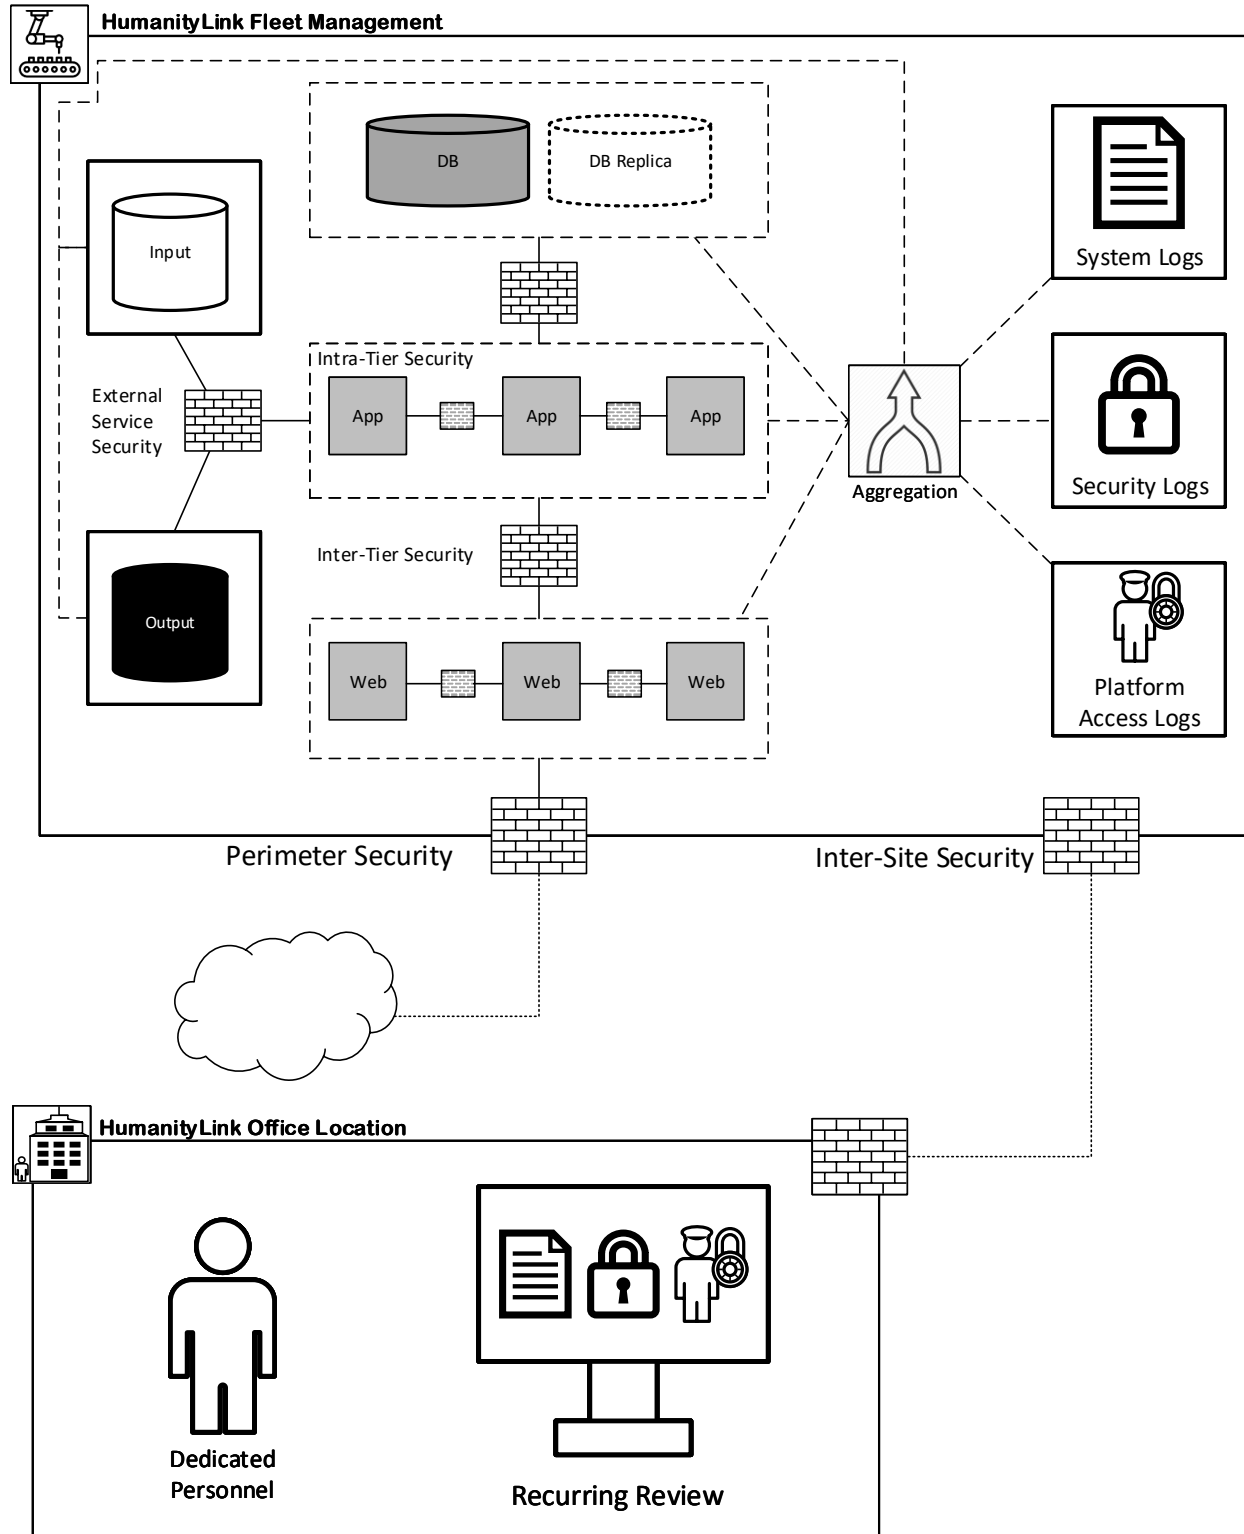 HumanityLink Fleet Management
DB
DB Replica
Input
System Logs
Intra-Tier Security
External
Service
Security
App
App
App
Aggregation
Security Logs
Inter-Tier Security
Output
Web
Web
Web
Platform
Access Logs
Perimeter Security
Inter-Site Security
HumanityLink Office Location
Dedicated
Personnel
Recurring Review